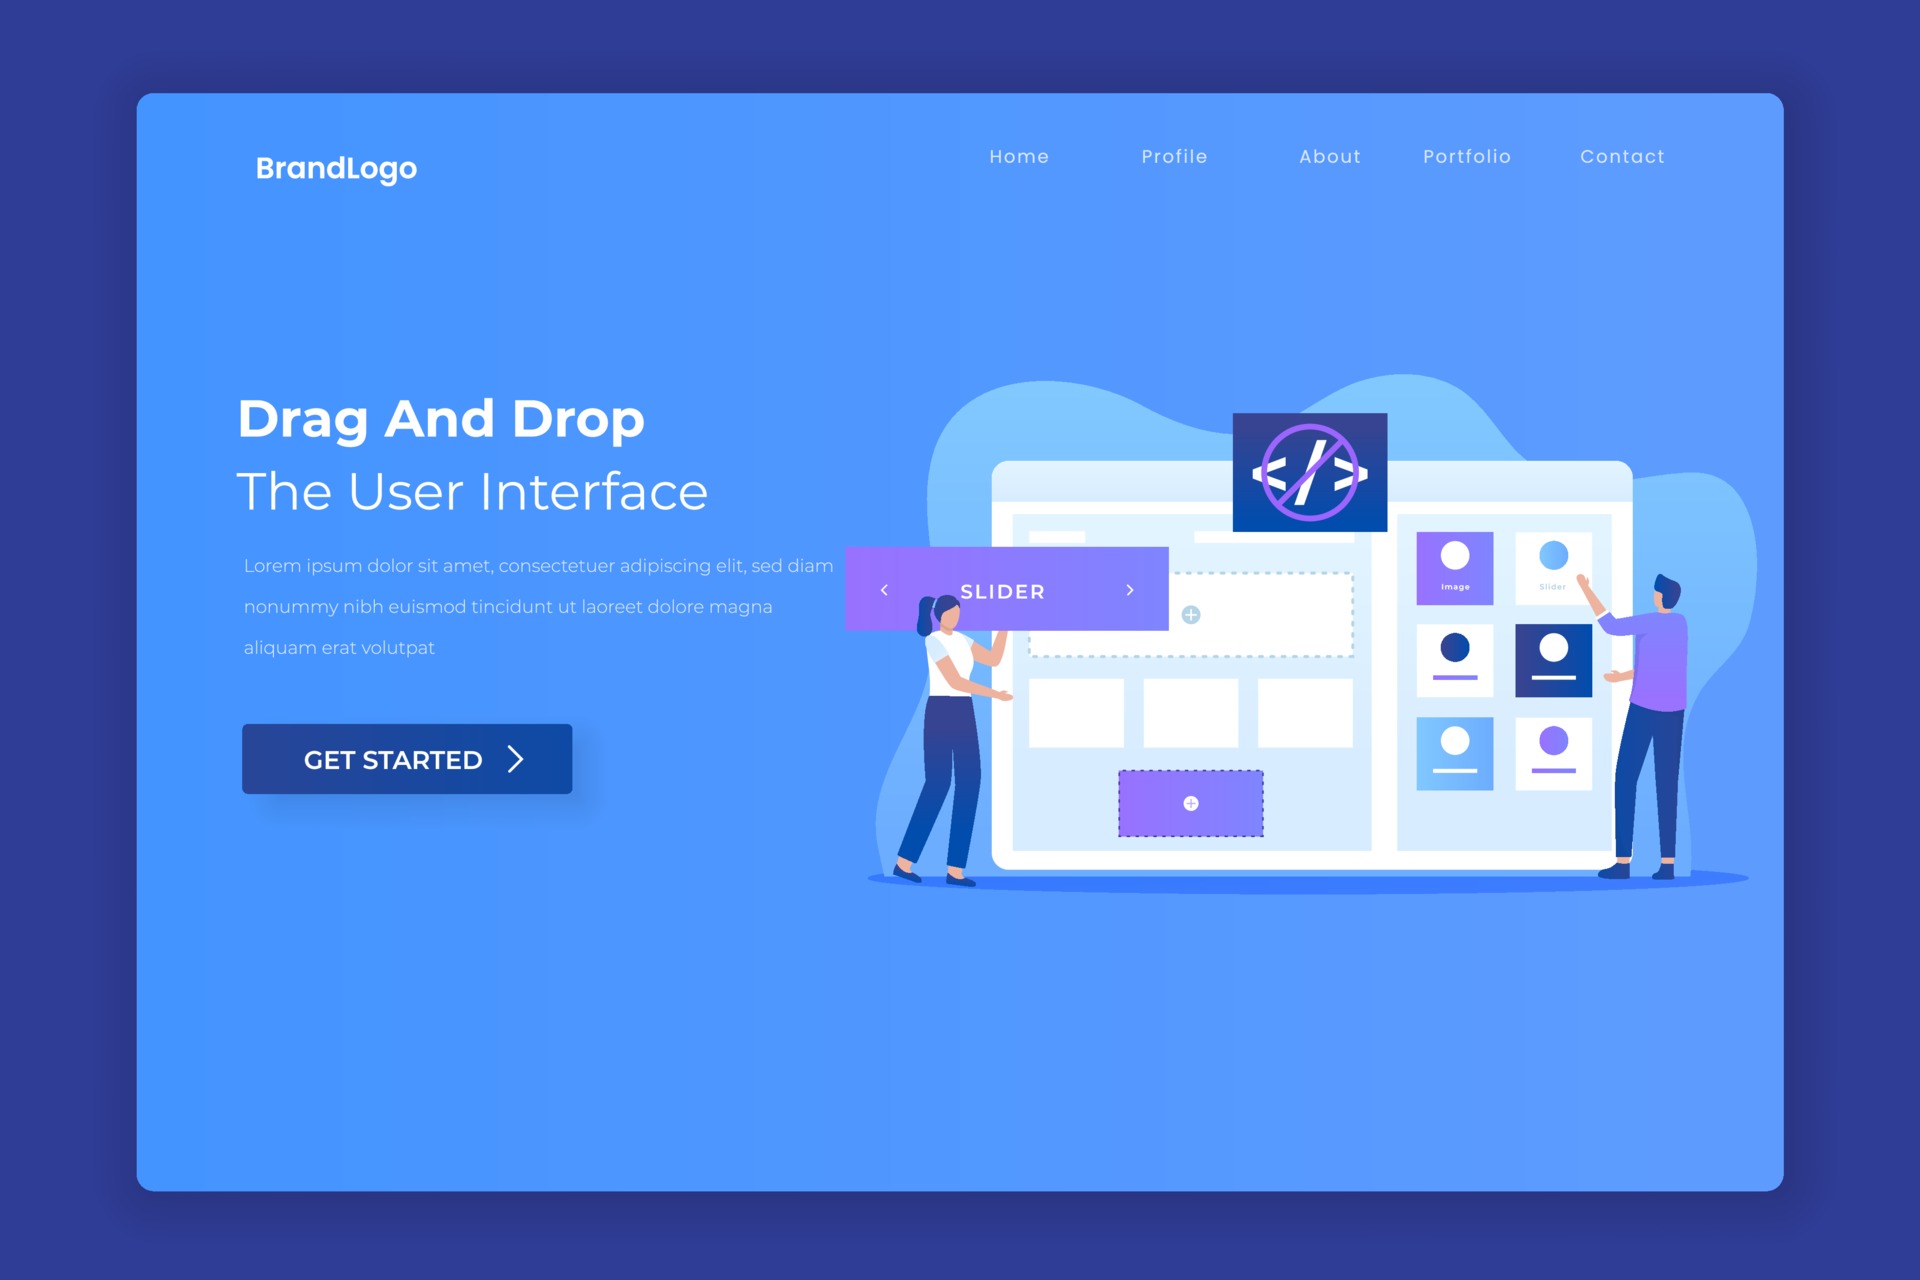 BrandLogo
Home Profile About Portfolio Contact
Drag And Drop
The User Interface
Lorem ipsum dolor sit amet, consectetuer adipiscing elit, sed diam
nonummy nibh euismod tincidunt ut laoreet dolore magna
aliquam erat volutpat
GET STARTED
</>
SLIDER
Image Slider